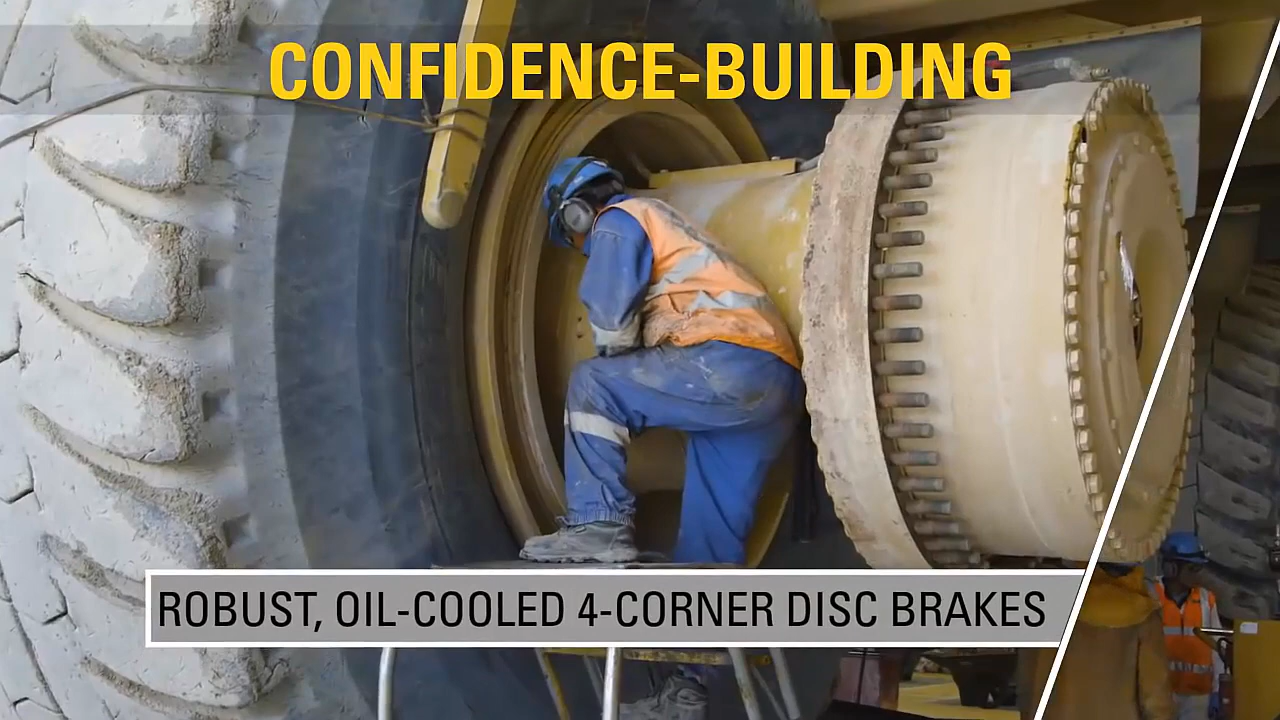 CONFIDENCE-BUILDING
ROBUST, OIL-COOLED 4-CORNER DISC BRAKES